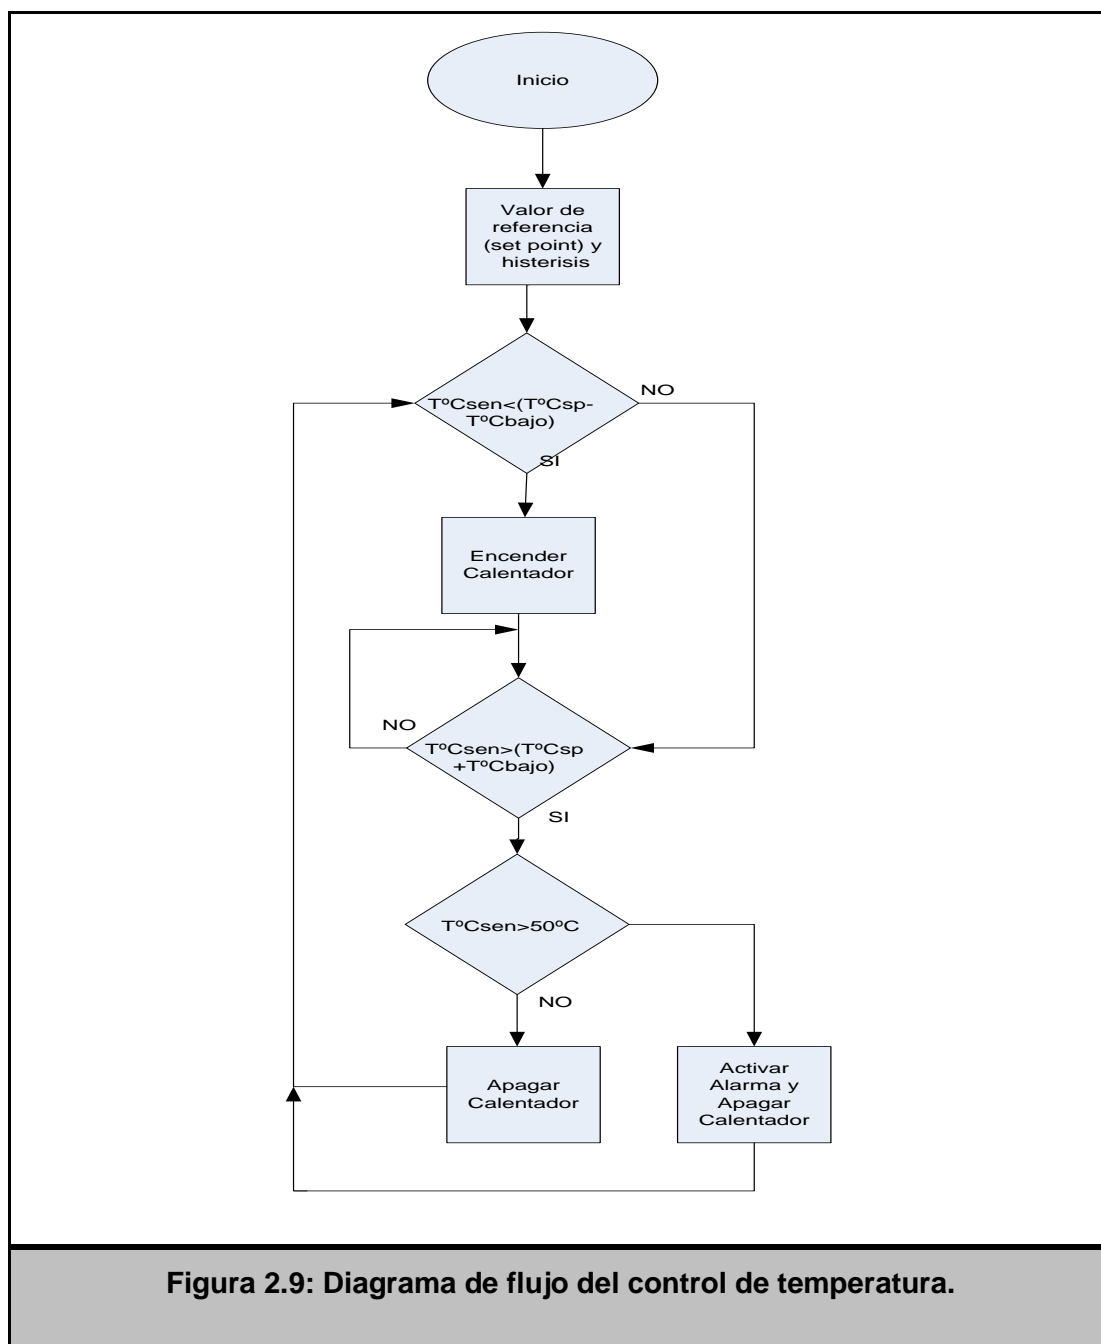 Inicio
Valor de
referencia
(set point) y
histerisis
TºCsen<(TºCsp-
TºCbajo)
NO
SI
Encender
Calentador
NO
TºCsen>(TºCsp
+TºCbajo)
SI
TºCsen>50ºC
NO
Apagar
Calentador
Activar
Alarma y
Apagar
Calentador
Figura 2.9: Diagrama de flujo del control de temperatura.